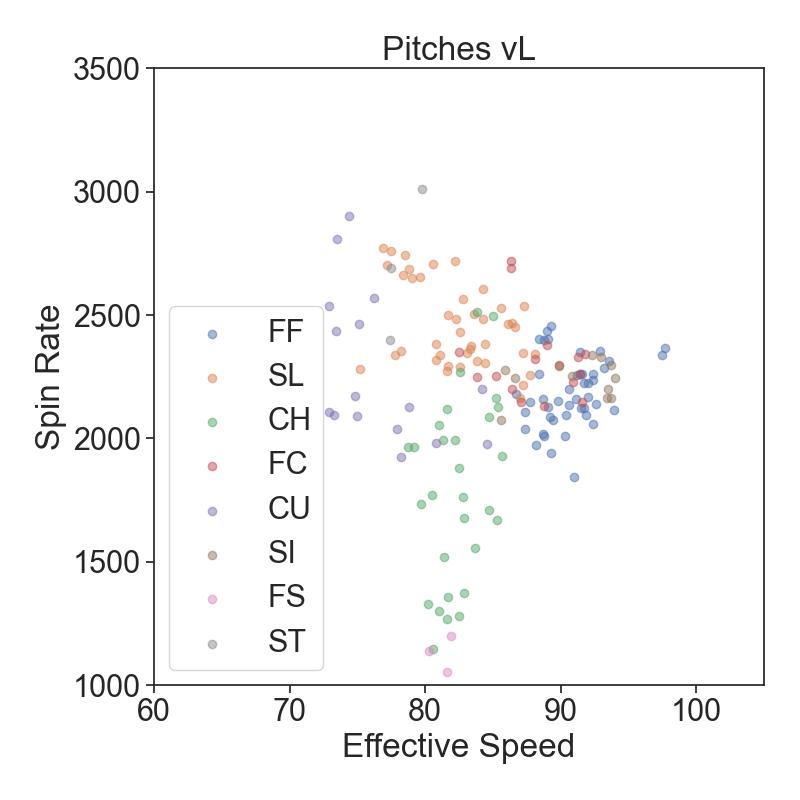 Pitches vL
3500
3000
2500
2000
1500
1000
Spin Rate
FF
SL
CH
FC
CU
SI
FS
ST
60 70 80 90 100
Effective Speed